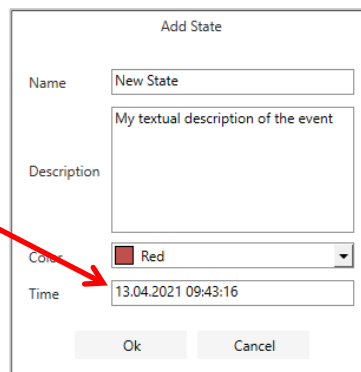 Add State
Name New State
Description My textual description of the event
Color Red
Time 13.04.2021 09:43:16
Ok Cancel